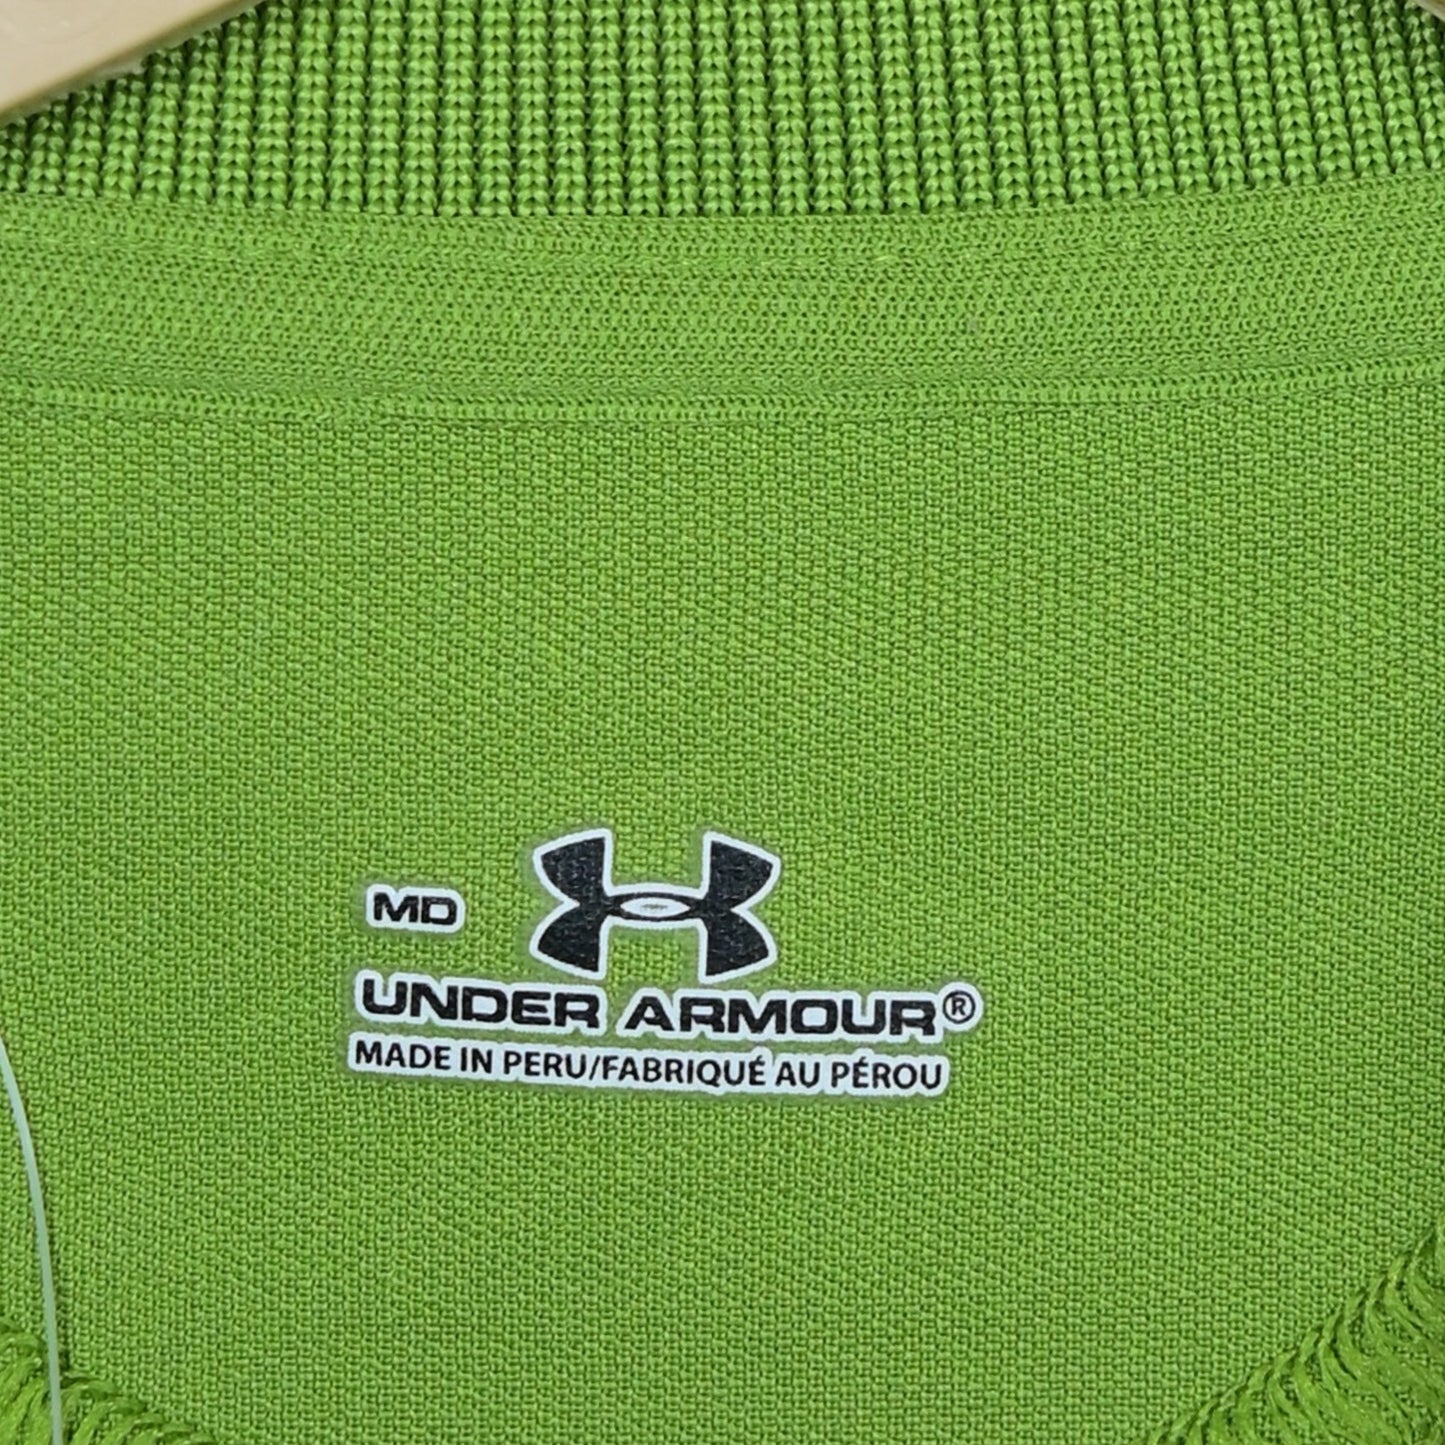 MD
UNDER ARMOUR®
MADE IN PERU/FABRIQUÉ AU PÉROU